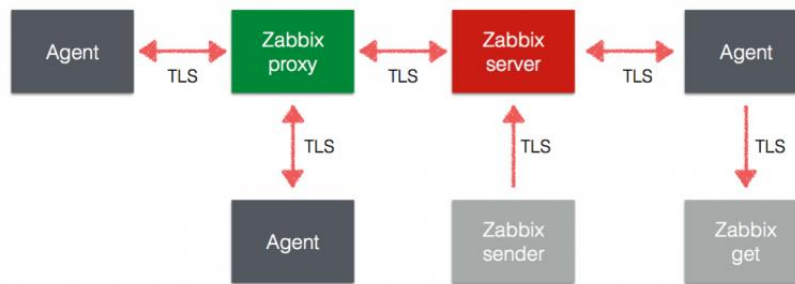 Agent
TLS
Zabbix
proxy
TLS
Zabbix
server
TLS
Agent
TLS
TLS
TLS
Agent
Zabbix
sender
Zabbix
get